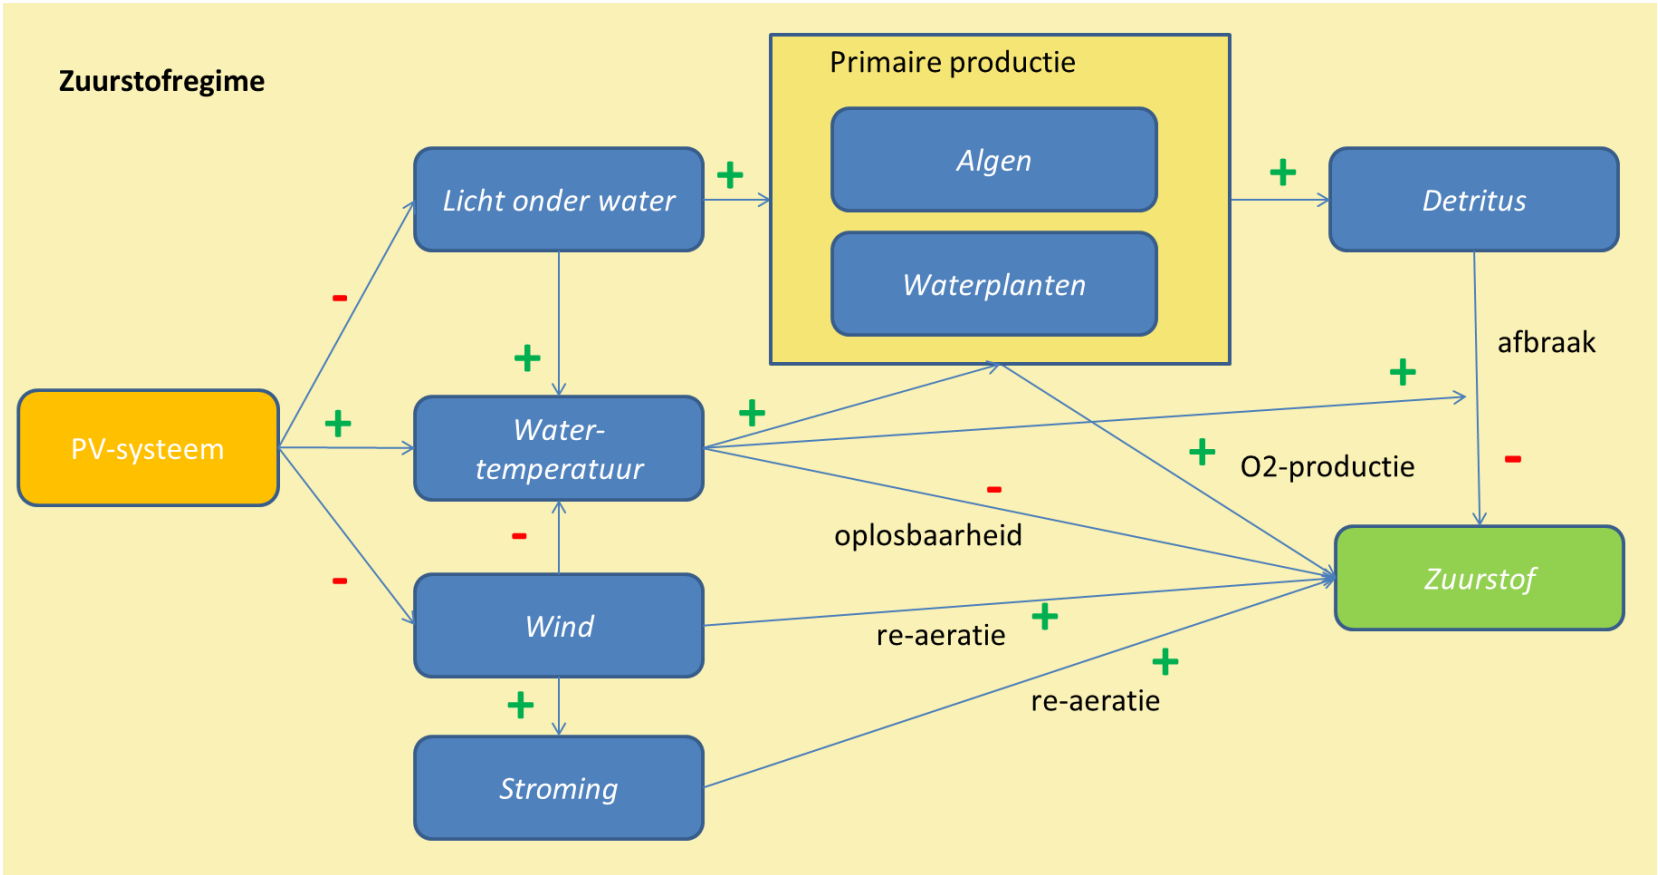 Zuurstofregime
Primaire productie
Algen
Waterplanten
Licht onder water
+
+
Detritus
-
+
afbraak
+
PV-systeem
+
Water-
temperatuur
+
+
O2-productie
-
-
oplosbaarheid
-
Zuurstof
-
Wind
re-aeratie
+
+
re-aeratie
+
Stroming